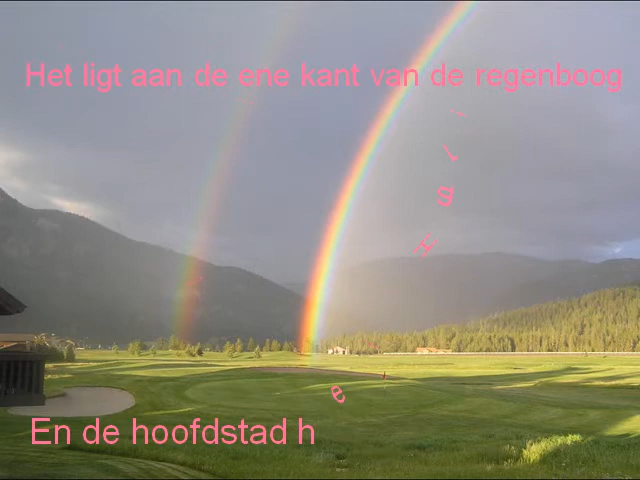 Het ligt aan de ene kant van de regenboog
En de hoofdstad h
e